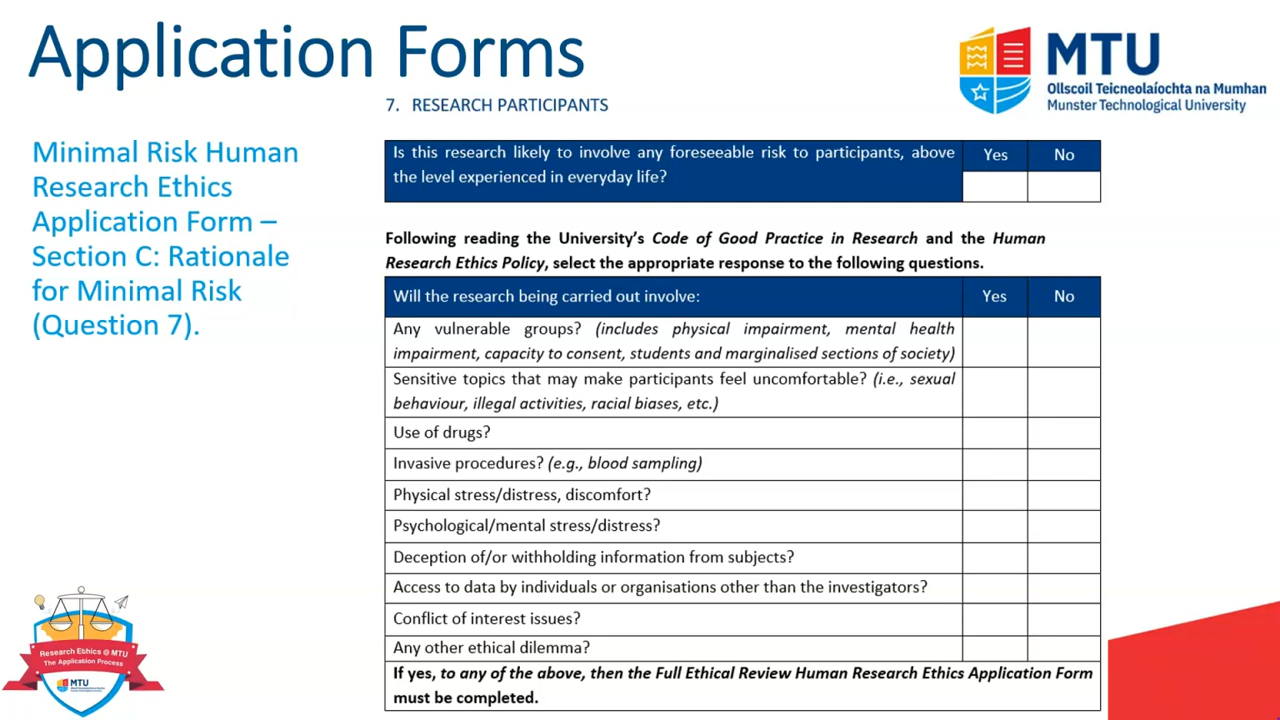 Application Forms
MTU
Ollscoil Teicneolaíochta na Mumhan
Munster Technological University
7. RESEARCH PARTICIPANTS
Minimal Risk Human
Research Ethics
Application Form –
Section C: Rationale
for Minimal Risk
(Question 7).
Is this research likely to involve any foreseeable risk to participants, above
the level experienced in everyday life?
Yes No
Following reading the University's Code of Good Practice in Research and the Human
Research Ethics Policy, select the appropriate response to the following questions.
Will the research being carried out involve: Yes No
Any vulnerable groups? (includes physical impairment, mental health
impairment, capacity to consent, students and marginalised sections of society)
Sensitive topics that may make participants feel uncomfortable? (i.e., sexual
behaviour, illegal activities, racial biases, etc.)
Use of drugs?
Invasive procedures? (e.g., blood sampling)
Physical stress/distress, discomfort?
Psychological/mental stress/distress?
Deception of/or withholding information from subjects?
Access to data by individuals or organisations other than the investigators?
Conflict of interest issues?
Any other ethical dilemma?
If yes, to any of the above, then the Full Ethical Review Human Research Ethics Application Form
must be completed.
Research Ethics @ MTU
The Application Process
MTU